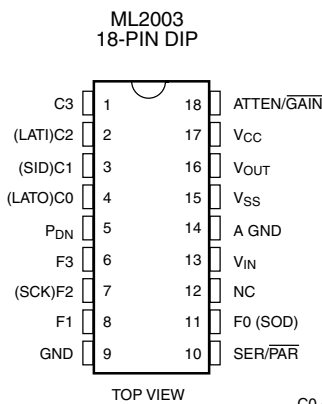 ML2003
18-PIN DIP
C3 1 18 ATTEN/GAIN
(LATI)C2 2 17 VCC
(SID)C1 3 16 VOUT
(LATO)C0 4 15 VSS
PDN 5 14 A GND
F3 6 13 VIN
(SCK)F2 7 12 NC
F1 8 11 F0 (SOD)
GND 9 10 SER/PAR
TOP VIEW
C0